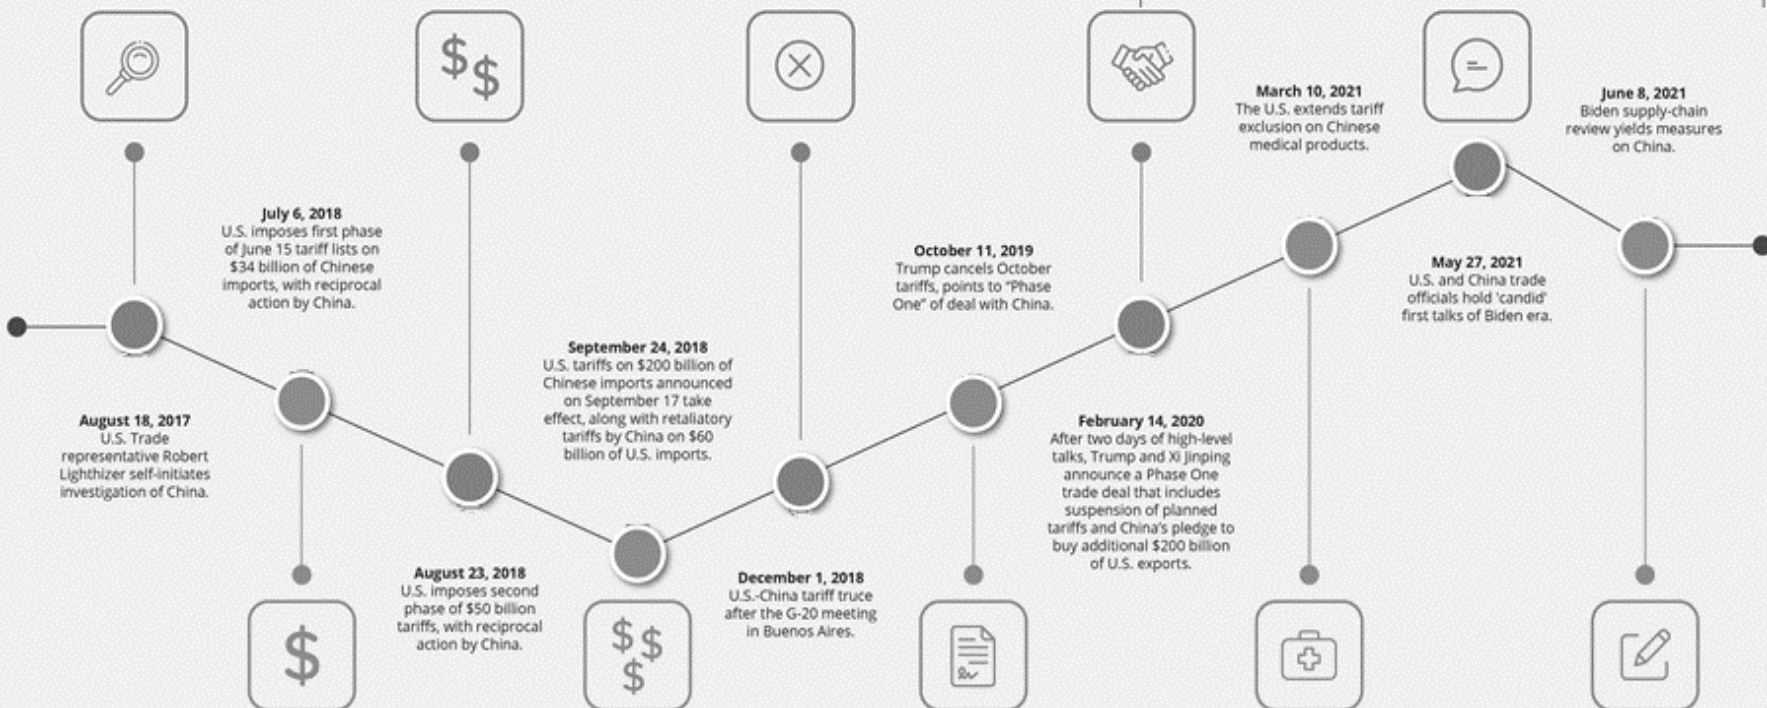 August 18, 2017
U.S. Trade
representative Robert
Lighthizer self-initiates
investigation of China.
July 6, 2018
U.S. imposes first phase
of June 15 tariff lists on
$34 billion of Chinese
imports, with reciprocal
action by China.
August 23, 2018
U.S. imposes second
phase of $50 billion
tariffs, with reciprocal
action by China.
September 24, 2018
U.S. tariffs on $200 billion of
Chinese imports announced
on September 17 take
effect, along with retaliatory
tariffs by China on $60
billion of U.S. imports.
December 1, 2018
U.S.-China tariff truce
after the G-20 meeting
in Buenos Aires.
October 11, 2019
Trump cancels October
tariffs, points to "Phase
One" of deal with China.
February 14, 2020
After two days of high-level
talks, Trump and Xi Jinping
announce a Phase One
trade deal that includes
suspension of planned
tariffs and China's pledge to
buy additional $200 billion
of U.S. exports.
March 10, 2021
The U.S. extends tariff
exclusion on Chinese
medical products.
May 27, 2021
U.S. and China trade
officials hold 'candid'
first talks of Biden era.
June 8, 2021
Biden supply-chain
review yields measures
on China.
$ $
$
$ $ $